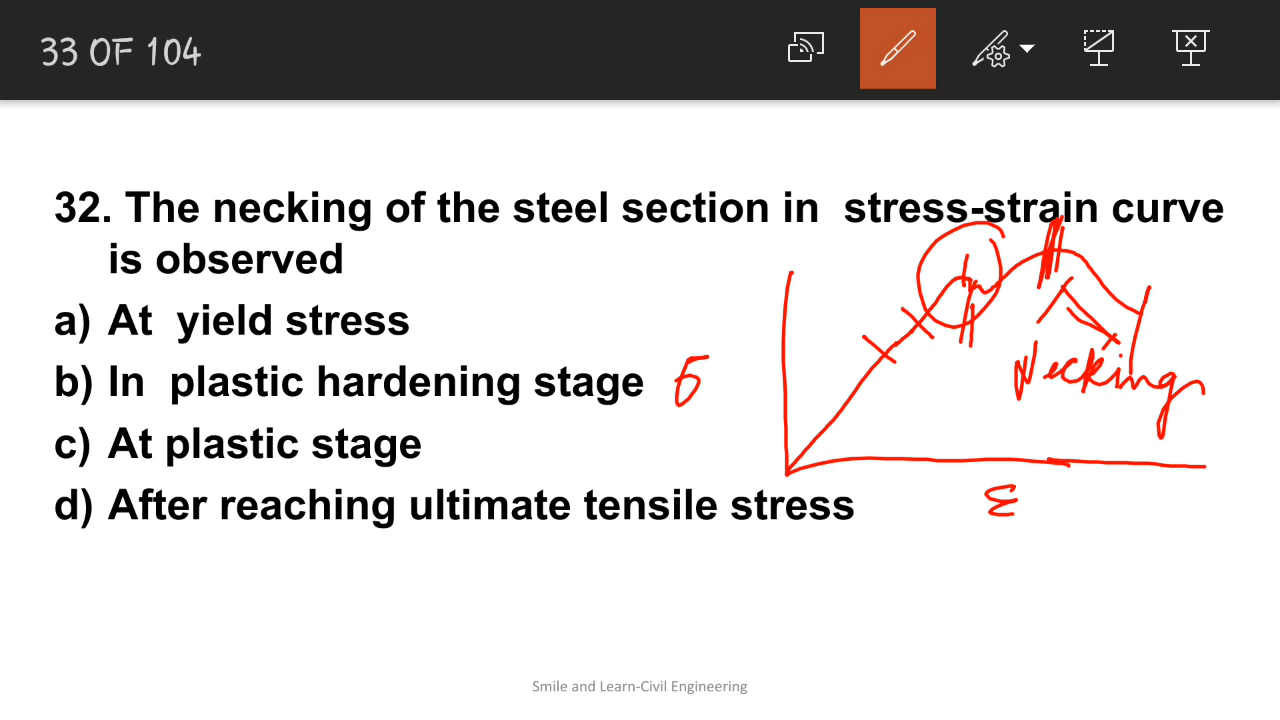 33 OF 104
32. The necking of the steel section in stress-strain curve
is observed
a) At yield stress
b) In plastic hardening stage
σ
Necking
c) At plastic stage
d) After reaching ultimate tensile stress
ε
Smile and Learn-Civil Engineering